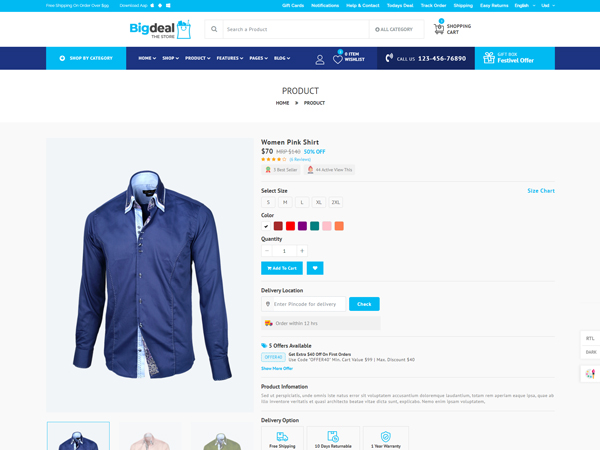 Free Shipping On Order Over $99 Download App Gift Cards Notifications Help & Contact Todays Deal Track Order Shipping Easy Returns English Usd
Bigdeal
THE STORE
Search a Product
ALL CATEGORY
0
SHOPPING
CART
SHOP BY CATEGORY
HOME SHOP PRODUCT FEATURES PAGES BLOG
0 ITEM
WISHLIST
CALL US 123-456-76890
GIFT BOX
Festivel Offer
PRODUCT
HOME » PRODUCT
Women Pink Shirt
$70 MRP $140 50% OFF
(6 Reviews)
5 Best Seller
44 Active View This
Select Size
Size Chart
S M L XL 2XL
Color
Quantity
− 1 +
Add To Cart
Delivery Location
Enter Pincode for delivery
Check
Order within 12 hrs
5 Offers Available
OFFER40
Get Extra $40 Off On First Orders
Use Code "OFFER40" Min. Cart Value $99 | Max. Discount $40
Show More Offer
Product Infomation
Sed ut perspiciatis, unde omnis iste natus error sit voluptatem accusantium doloremque laudantium, totam rem aperiam eaque ipsa, quae ab
illo inventore veritatis et quasi architecto beatae vitae dicta sunt, explicabo. Nemo enim ipsam voluptatem,
Delivery Option
Free Shipping
10 Days Returnable
1 Year Warranty
RTL
DARK